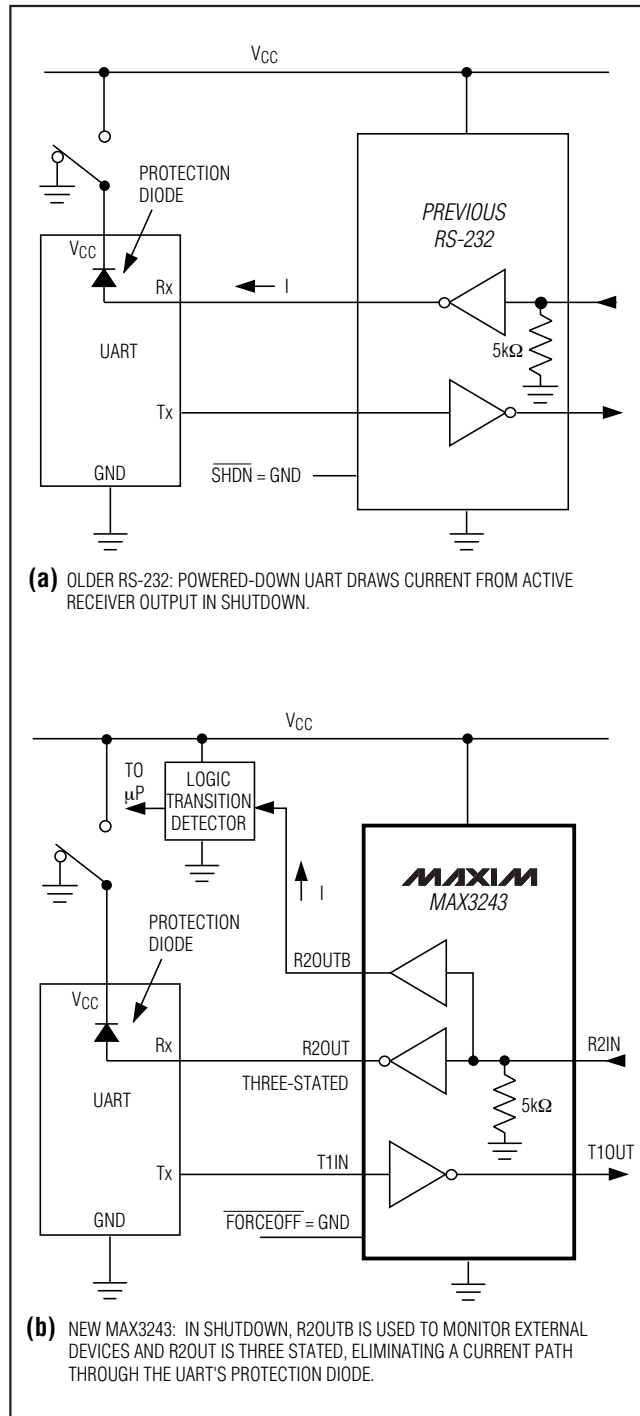 VCC
PROTECTION
DIODE
PREVIOUS
RS-232
VCC
Rx
I
5kΩ
UART
Tx
GND
SHDN = GND
(a) OLDER RS-232: POWERED-DOWN UART DRAWS CURRENT FROM ACTIVE
RECEIVER OUTPUT IN SHUTDOWN.
VCC
TO
μP
LOGIC
TRANSITION
DETECTOR
I
MAXIM
MAX3243
PROTECTION
DIODE
R2OUTB
VCC
Rx
R2OUT
R2IN
THREE-STATED
UART
5kΩ
Tx
T1IN
T1OUT
GND
FORCEOFF = GND
(b) NEW MAX3243: IN SHUTDOWN, R2OUTB IS USED TO MONITOR EXTERNAL
DEVICES AND R2OUT IS THREE STATED, ELIMINATING A CURRENT PATH
THROUGH THE UART'S PROTECTION DIODE.